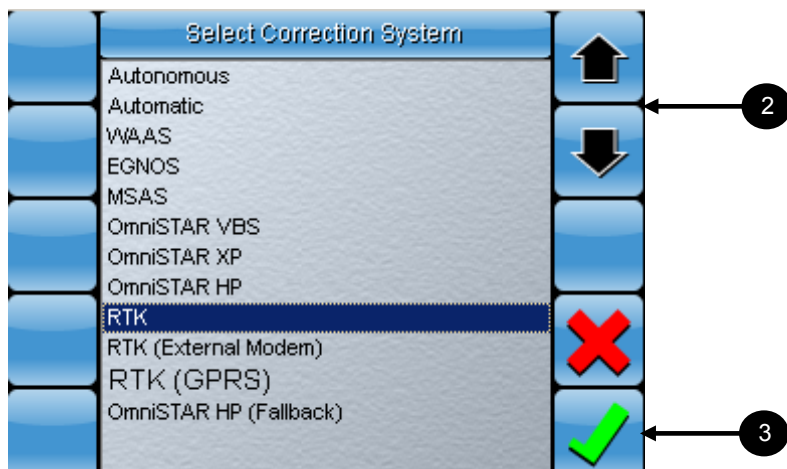 Select Correction System
Autonomous
Automatic
WAAS
EGNOS
MSAS
OmniSTAR VBS
OmniSTAR XP
OmniSTAR HP
RTK
RTK (External Modem)
RTK (GPRS)
OmniSTAR HP (Fallback)
2
3